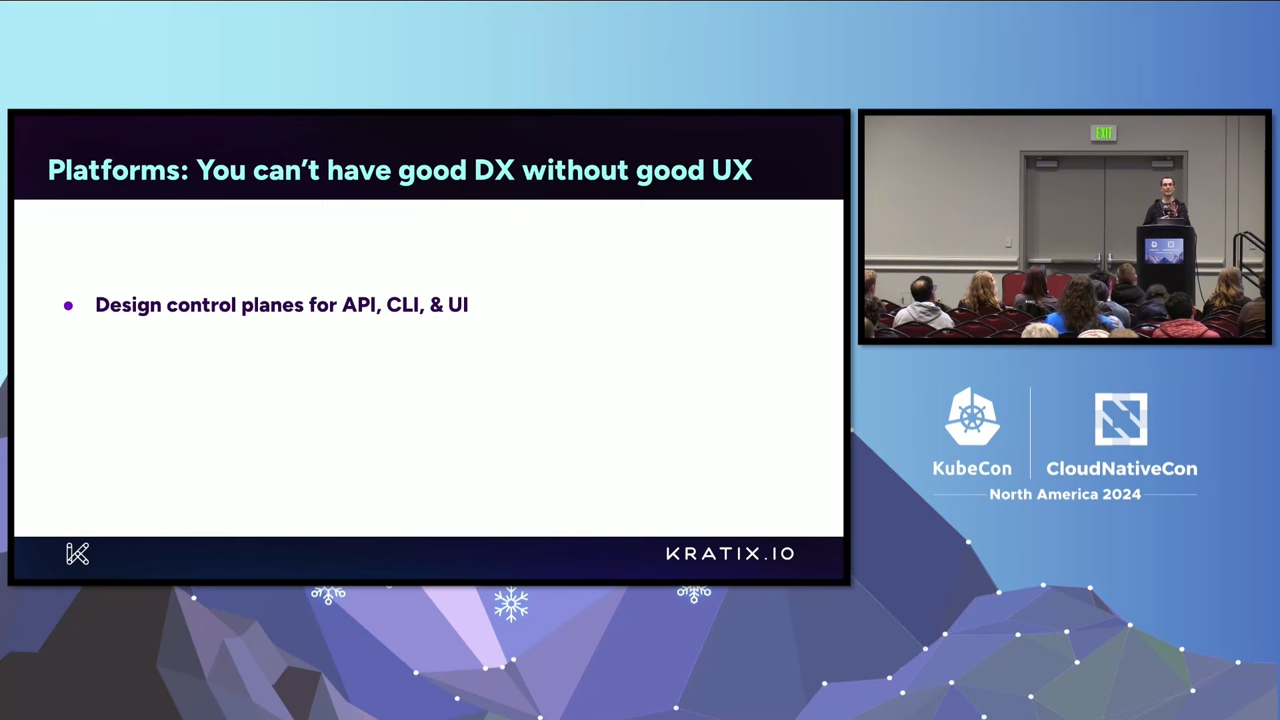 Platforms: You can't have good DX without good UX
● Design control planes for API, CLI, & UI
KRATIX.IO
EXIT
KubeCon
CloudNativeCon
North America 2024